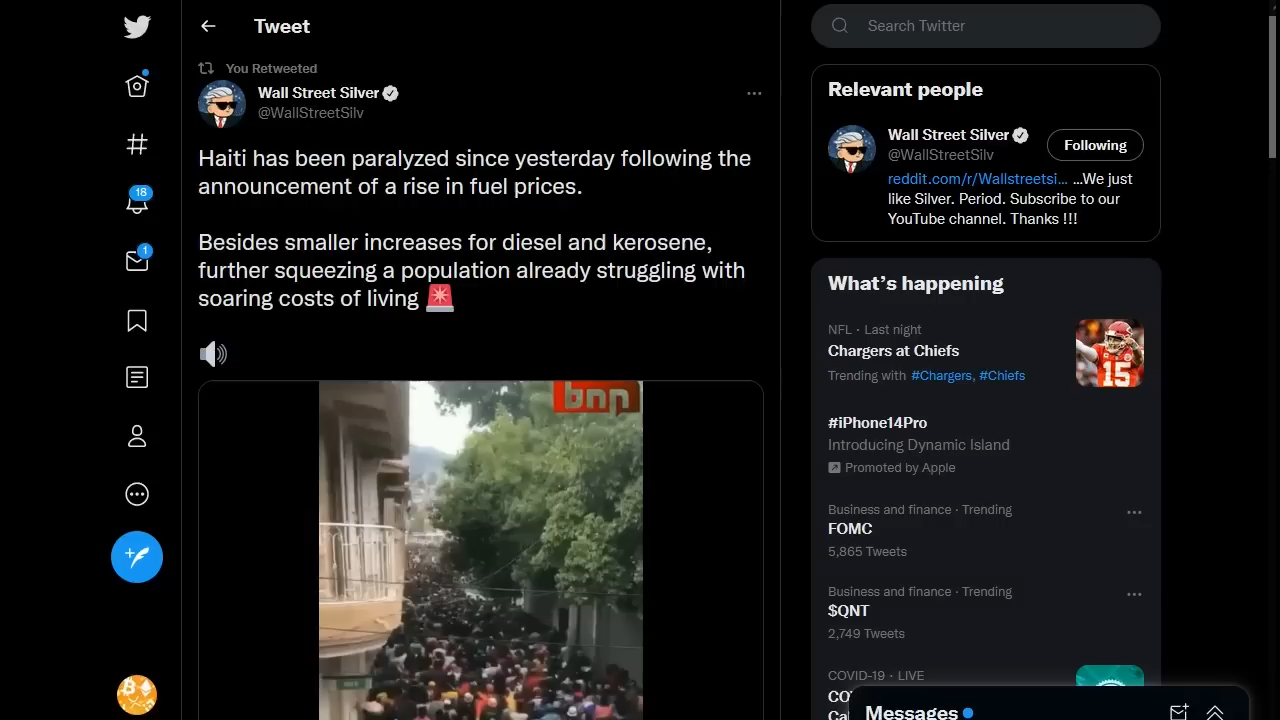 Tweet
You Retweeted
Wall Street Silver
@WallStreetSilv
Haiti has been paralyzed since yesterday following the
announcement of a rise in fuel prices.
Besides smaller increases for diesel and kerosene,
further squeezing a population already struggling with
soaring costs of living
bnn
18
1
Search Twitter
Relevant people
Wall Street Silver
@WallStreetSilv
Following
reddit.com/r/Wallstreetsi... ...We just
like Silver. Period. Subscribe to our
YouTube channel. Thanks !!!
What's happening
NFL · Last night
Chargers at Chiefs
Trending with #Chargers, #Chiefs
15
#iPhone14Pro
Introducing Dynamic Island
Promoted by Apple
Business and finance · Trending
FOMC
5,865 Tweets
Business and finance · Trending
$QNT
2,749 Tweets
COVID-19 · LIVE
Messages